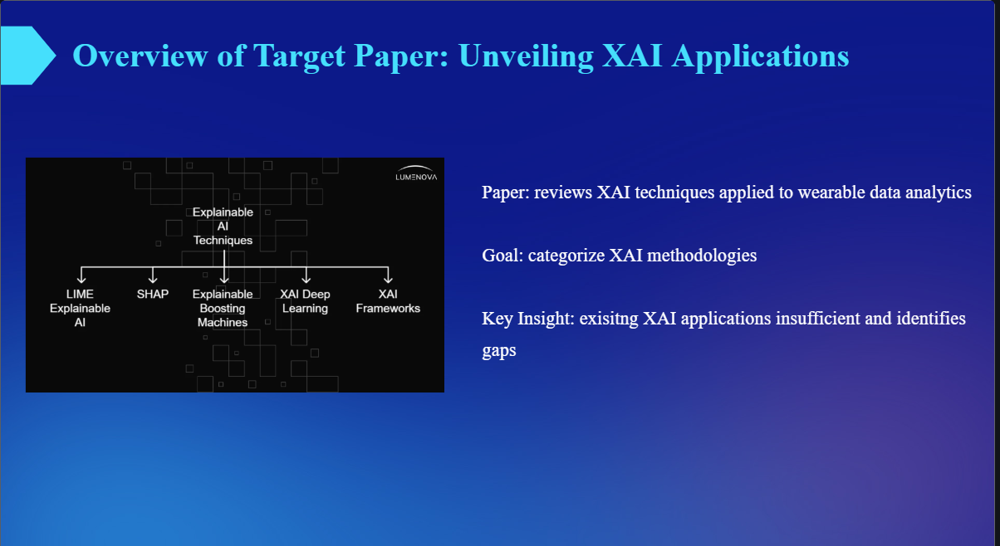 Overview of Target Paper: Unveiling XAI Applications
LUMENOVA
Explainable
AI
Techniques
LIME
Explainable
AI
SHAP
Explainable
Boosting
Machines
XAI Deep
Learning
XAI
Frameworks
Paper: reviews XAI techniques applied to wearable data analytics
Goal: categorize XAI methodologies
Key Insight: exisitng XAI applications insufficient and identifies
gaps